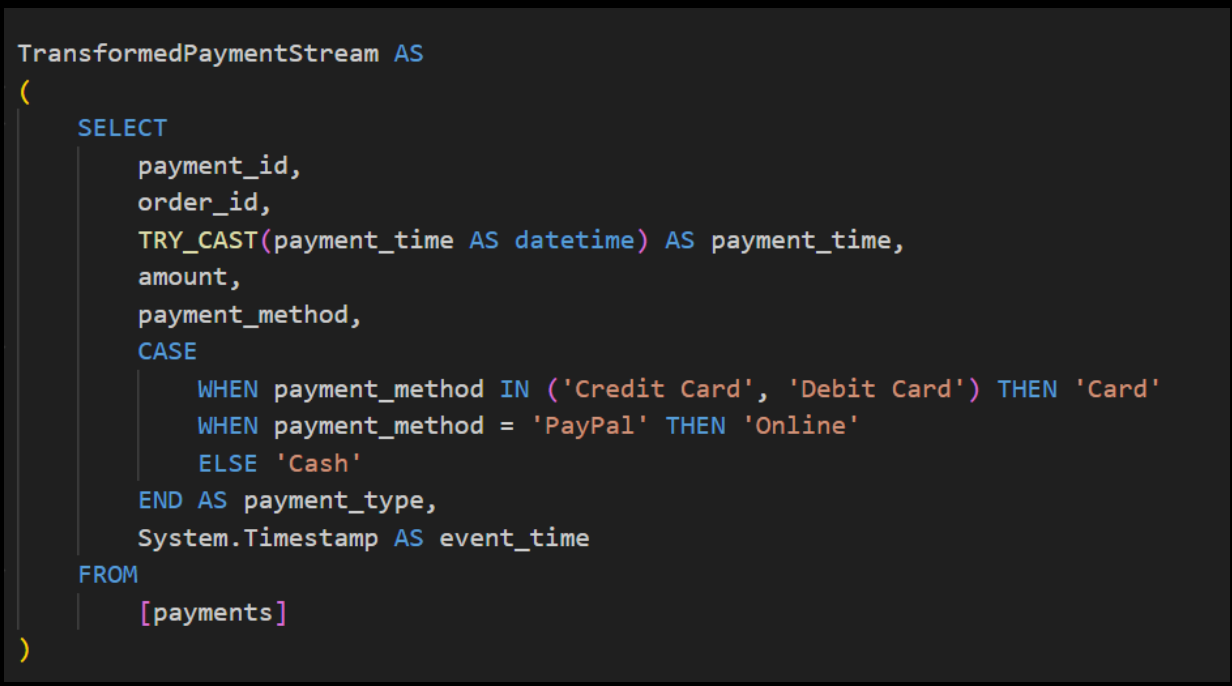 TransformedPaymentStream AS
(
    SELECT
        payment_id,
        order_id,
        TRY_CAST(payment_time AS datetime) AS payment_time,
        amount,
        payment_method,
        CASE
            WHEN payment_method IN ('Credit Card', 'Debit Card') THEN 'Card'
            WHEN payment_method = 'PayPal' THEN 'Online'
            ELSE 'Cash'
        END AS payment_type,
        System.Timestamp AS event_time
    FROM
        [payments]
)